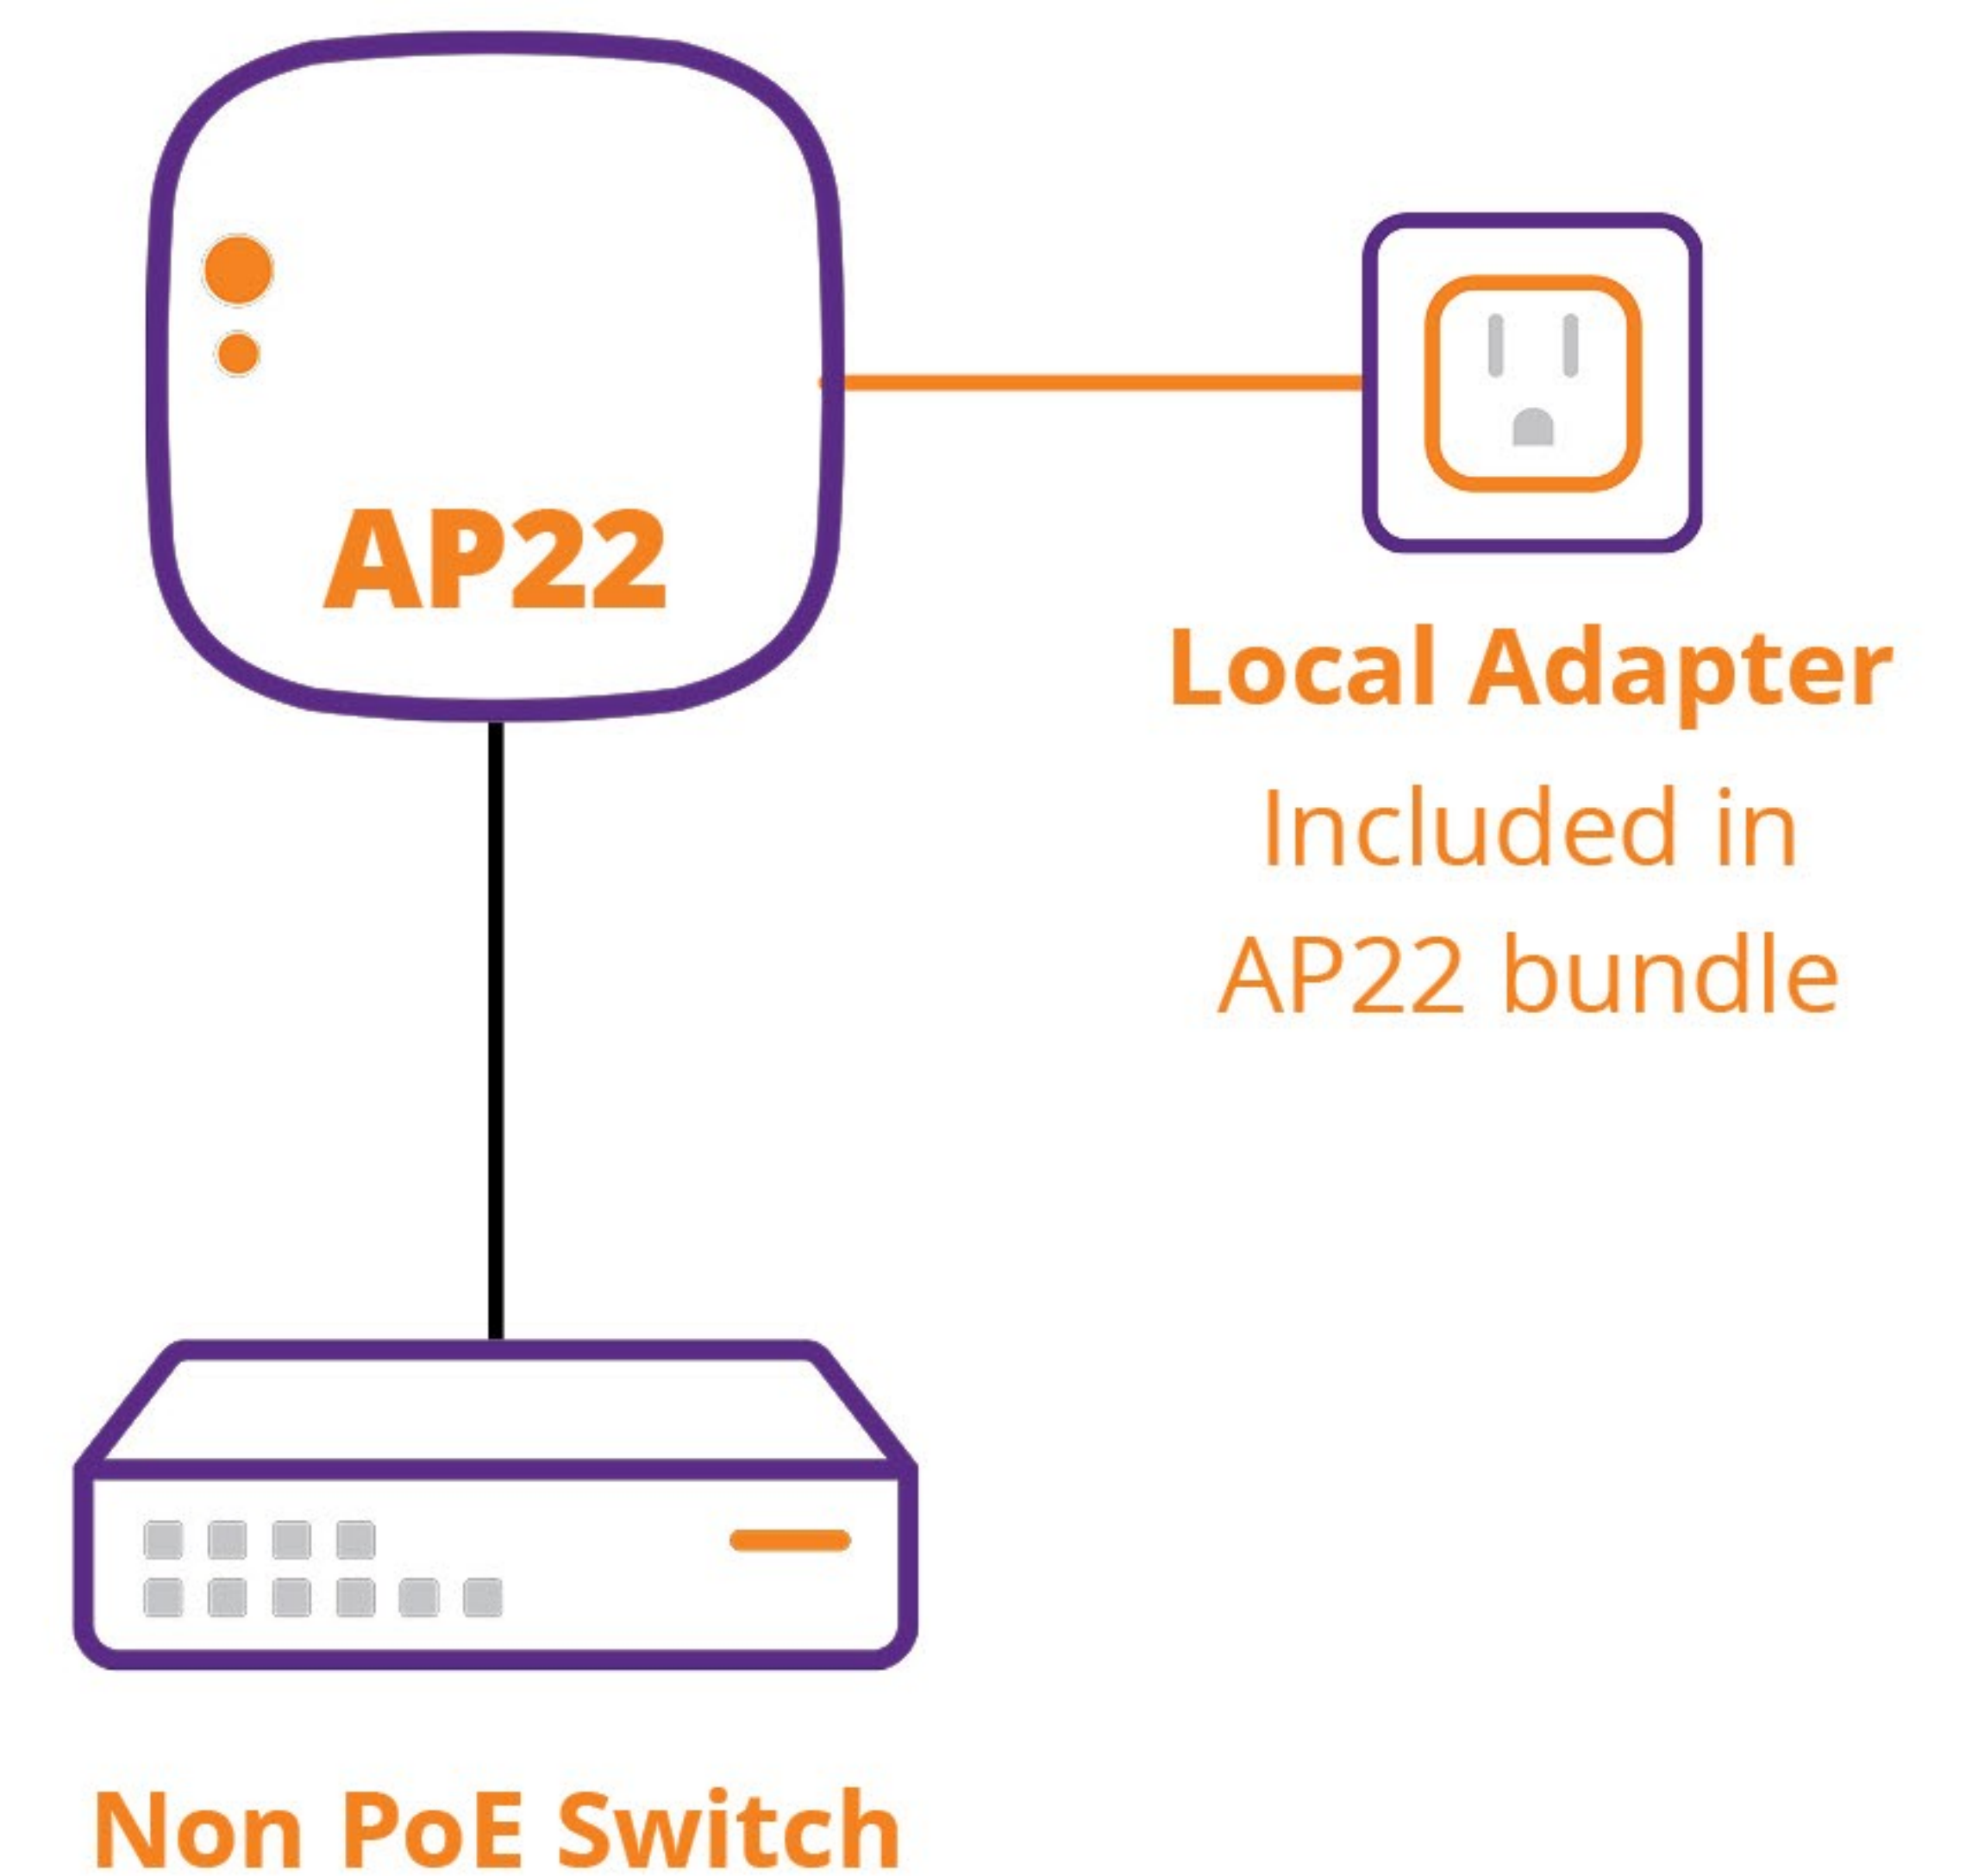 AP22
Local Adapter
Included in
AP22 bundle
Non PoE Switch